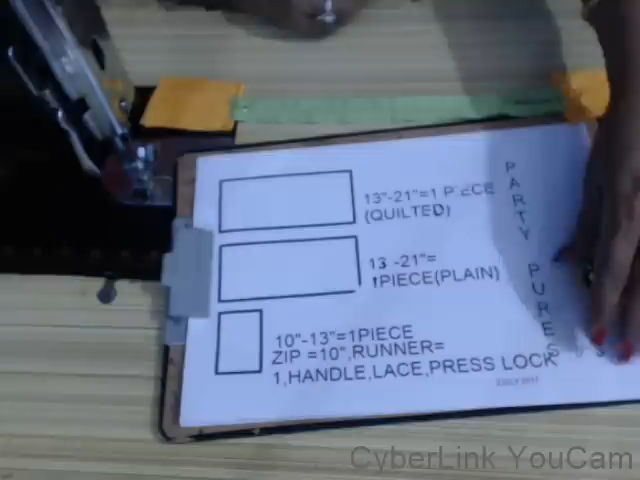 13"-21"=1 PIECE
(QUILTED)
13 -21"=
1PIECE(PLAIN)
10"-13"=1PIECE
ZIP =10",RUNNER=
1,HANDLE,LACE,PRESS LOCK
PARTY PURES
CyberLink YouCam